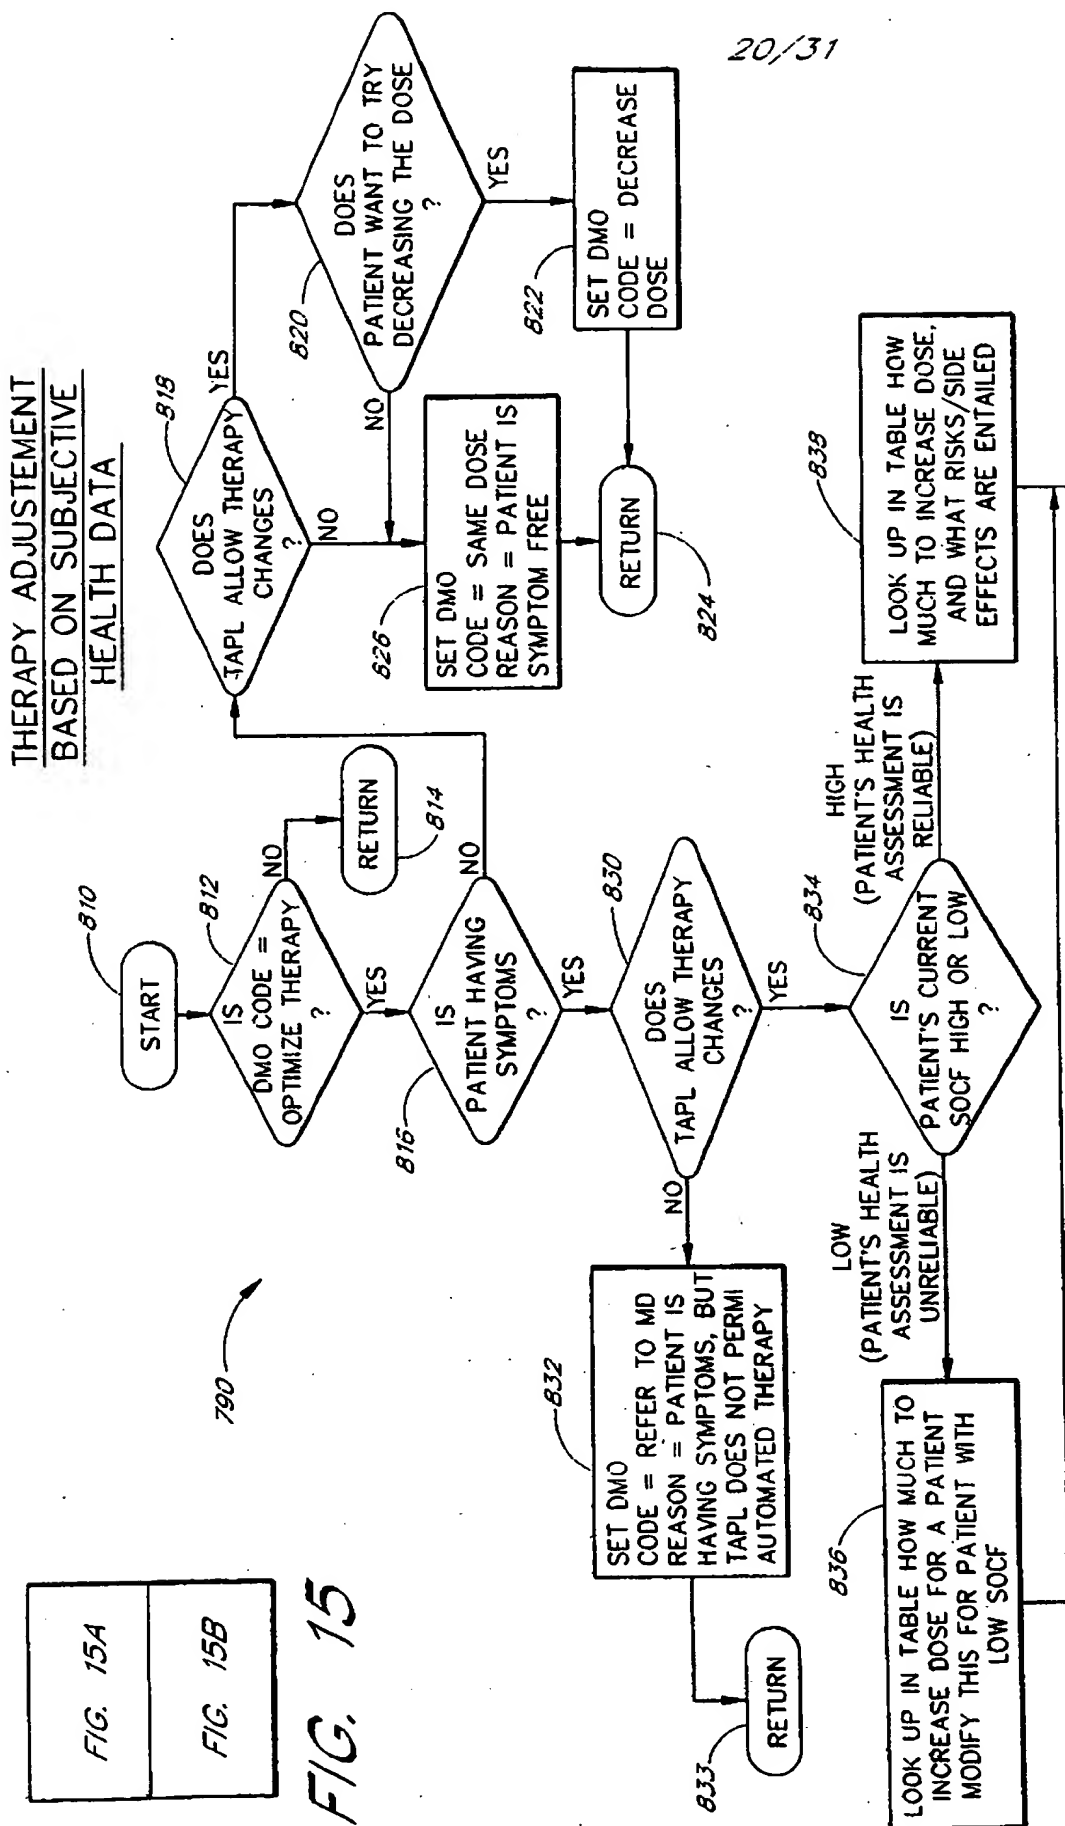 THERAPY ADJUSTEMENT
BASED ON SUBJECTIVE
HEALTH DATA
20/31
790
810
START
812
IS
DMO CODE =
OPTIMIZE THERAPY
?
NO
YES
RETURN
814
816
IS
PATIENT HAVING
SYMPTOMS
?
NO
YES
818
DOES
TAPL ALLOW THERAPY
CHANGES
?
YES
NO
820
DOES
PATIENT WANT TO TRY
DECREASING THE DOSE
?
NO
YES
822
SET DMO
CODE = DECREASE
DOSE
826
SET DMO
CODE = SAME DOSE
REASON = PATIENT IS
SYMPTOM FREE
RETURN
824
830
DOES
TAPL ALLOW THERAPY
CHANGES
?
NO
YES
832
SET DMO
CODE = REFER TO MD
REASON = PATIENT IS
HAVING SYMPTOMS, BUT
TAPL DOES NOT PERMI
AUTOMATED THERAPY
833
RETURN
834
IS
PATIENT'S CURRENT
SOCF HIGH OR LOW
?
HIGH
(PATIENT'S HEALTH
ASSESSMENT IS
RELIABLE)
LOW
(PATIENT'S HEALTH
ASSESSMENT IS
UNRELIABLE)
836
LOOK UP IN TABLE HOW MUCH TO
INCREASE DOSE FOR A PATIENT
MODIFY THIS FOR PATIENT WITH
LOW SOCF
838
LOOK UP IN TABLE HOW
MUCH TO INCREASE DOSE,
AND WHAT RISKS/SIDE
EFFECTS ARE ENTAILED
FIG. 15A
FIG. 15B
FIG. 15